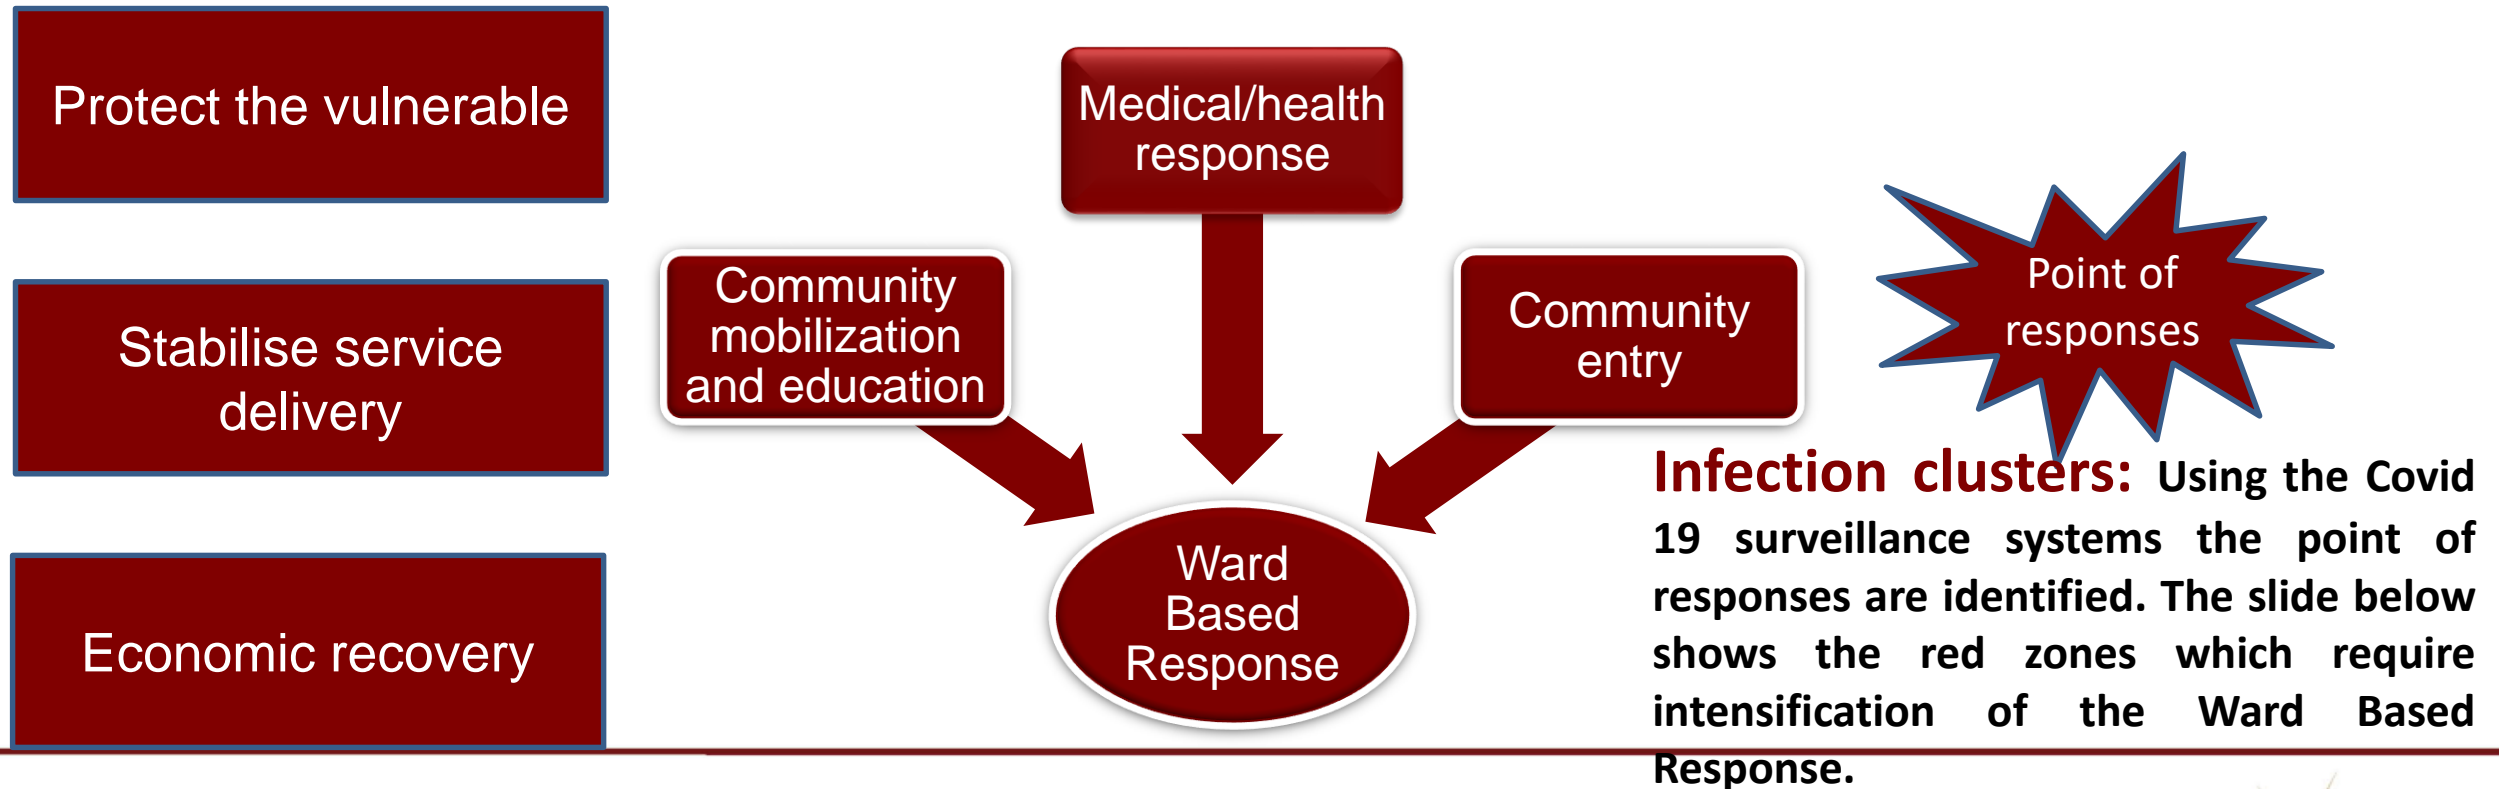 Protect the vulnerable
Stabilise service
delivery
Economic recovery
Medical/health
response
Community
mobilization
and education
Community
entry
Ward
Based
Response
Point of
responses
Infection clusters: Using the Covid
19 surveillance systems the point of
responses are identified. The slide below
shows the red zones which require
intensification of the Ward Based
Response.